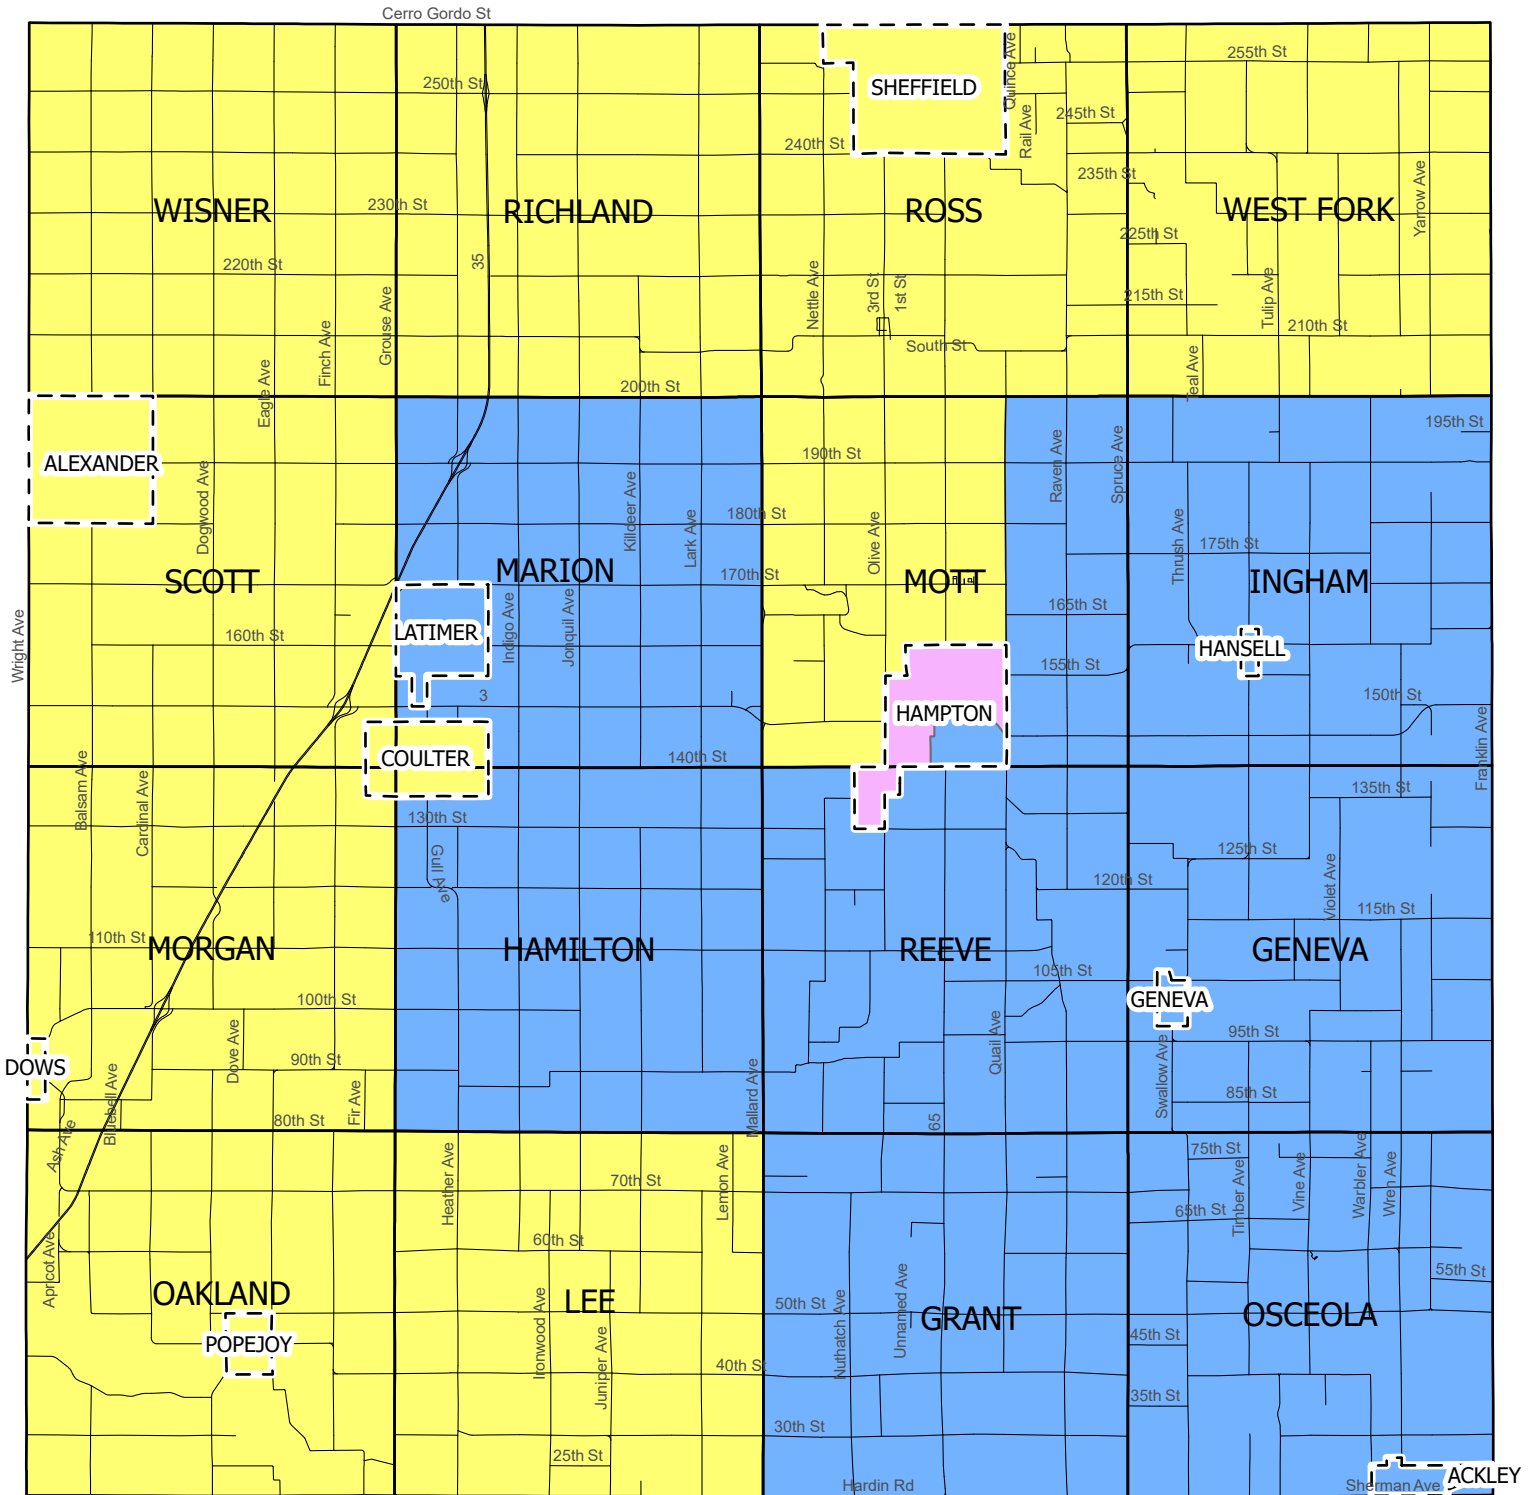 Cerro Gordo St
Quince Ave
255th St
250th St
SHEFFIELD
245th St
Rail Ave
240th St
235th St
Yarrow Ave
WISNER
230th St
RICHLAND
ROSS
WEST FORK
225th St
220th St
35
Nettle Ave
3rd St
1st St
215th St
Tulip Ave
Finch Ave
Grouse Ave
South St
210th St
Eagle Ave
200th St
Teal Ave
ALEXANDER
Dogwood Ave
190th St
Raven Ave
Spruce Ave
195th St
Killdeer Ave
Lark Ave
180th St
Olive Ave
Thrush Ave
175th St
SCOTT
MARION
170th St
MOTT
INGHAM
Wright Ave
160th St
LATIMER
Indigo Ave
Jonquil Ave
165th St
HANSELL
155th St
3
HAMPTON
150th St
Franklin Ave
COULTER
140th St
Balsam Ave
Cardinal Ave
135th St
130th St
Gull Ave
125th St
120th St
Violet Ave
115th St
110th St
MORGAN
HAMILTON
REEVE
GENEVA
105th St
GENEVA
100th St
DOWS
Dove Ave
95th St
90th St
Quail Ave
Swallow Ave
Bluebell Ave
Fir Ave
Mallard Ave
85th St
80th St
65
Ash Ave
Heather Ave
Lemon Ave
75th St
Timber Ave
Vine Ave
Warbler Ave
Wren Ave
70th St
65th St
60th St
Apricot Ave
55th St
OAKLAND
LEE
50th St
GRANT
OSCEOLA
POPEJOY
Ironwood Ave
Juniper Ave
Nuthatch Ave
Unnamed Ave
45th St
40th St
35th St
30th St
25th St
Hardin Rd
Sherman Ave
ACKLEY